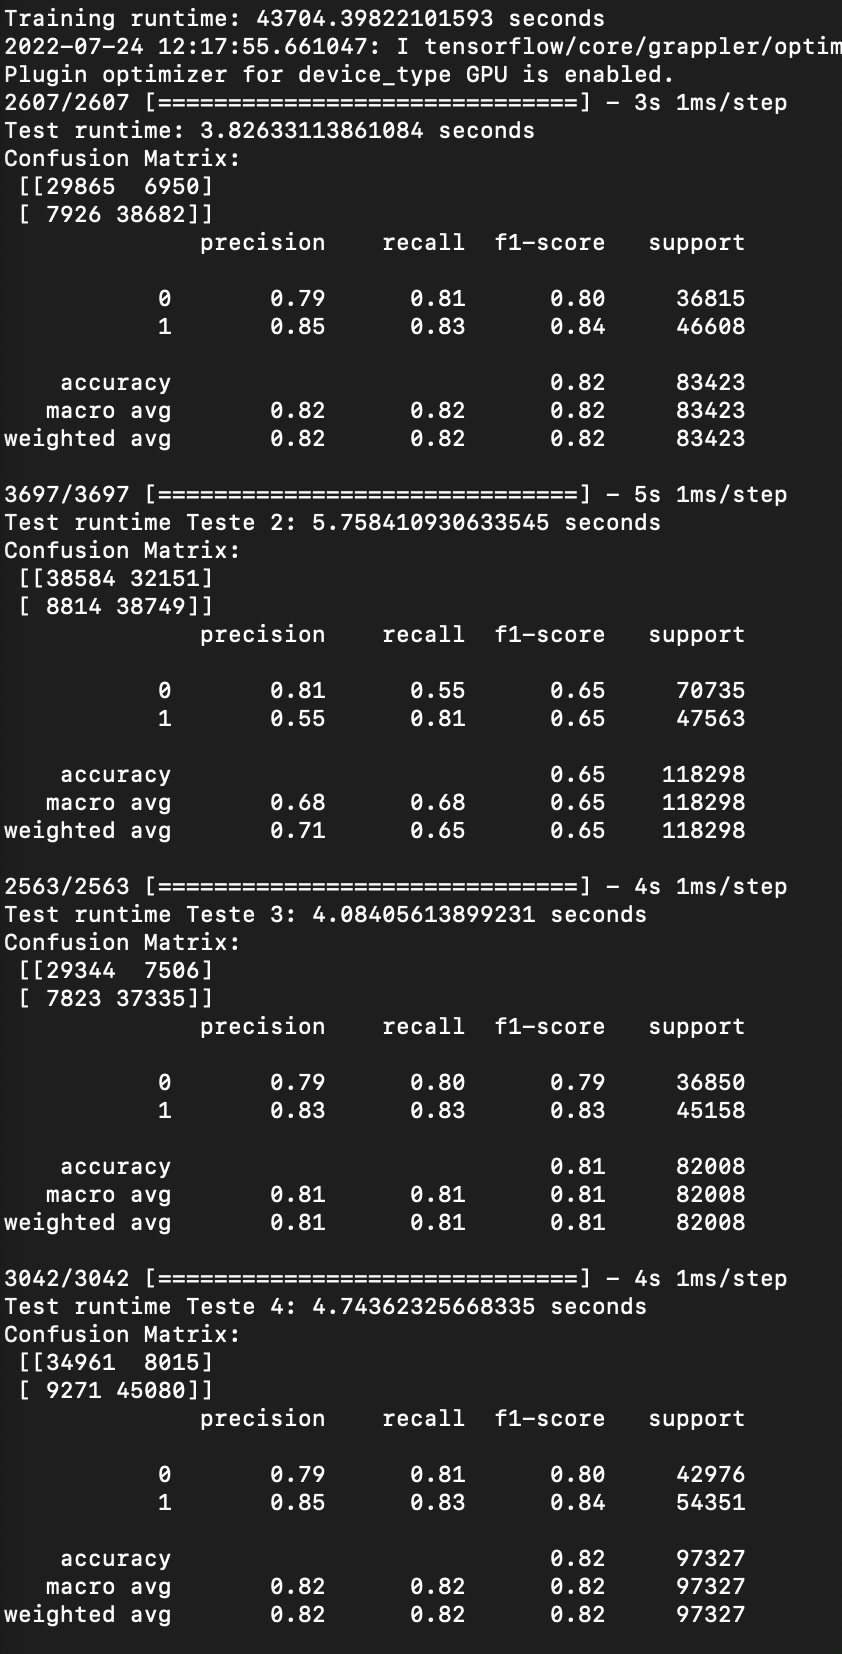 Training runtime: 43704.39822101593 seconds
2022-07-24 12:17:55.661047: I tensorflow/core/grappler/optim
Plugin optimizer for device_type GPU is enabled.
2607/2607 [==============================] - 3s 1ms/step
Test runtime: 3.82633113861084 seconds
Confusion Matrix:
 [[29865  6950]
 [ 7926 38682]]
              precision    recall  f1-score   support

           0       0.79      0.81      0.80     36815
           1       0.85      0.83      0.84     46608

    accuracy                           0.82     83423
   macro avg       0.82      0.82      0.82     83423
weighted avg       0.82      0.82      0.82     83423

3697/3697 [==============================] - 5s 1ms/step
Test runtime Teste 2: 5.758410930633545 seconds
Confusion Matrix:
 [[38584 32151]
 [ 8814 38749]]
              precision    recall  f1-score   support

           0       0.81      0.55      0.65     70735
           1       0.55      0.81      0.65     47563

    accuracy                           0.65    118298
   macro avg       0.68      0.68      0.65    118298
weighted avg       0.71      0.65      0.65    118298

2563/2563 [==============================] - 4s 1ms/step
Test runtime Teste 3: 4.08405613899231 seconds
Confusion Matrix:
 [[29344  7506]
 [ 7823 37335]]
              precision    recall  f1-score   support

           0       0.79      0.80      0.79     36850
           1       0.83      0.83      0.83     45158

    accuracy                           0.81     82008
   macro avg       0.81      0.81      0.81     82008
weighted avg       0.81      0.81      0.81     82008

3042/3042 [==============================] - 4s 1ms/step
Test runtime Teste 4: 4.74362325668335 seconds
Confusion Matrix:
 [[34961  8015]
 [ 9271 45080]]
              precision    recall  f1-score   support

           0       0.79      0.81      0.80     42976
           1       0.85      0.83      0.84     54351

    accuracy                           0.82     97327
   macro avg       0.82      0.82      0.82     97327
weighted avg       0.82      0.82      0.82     97327